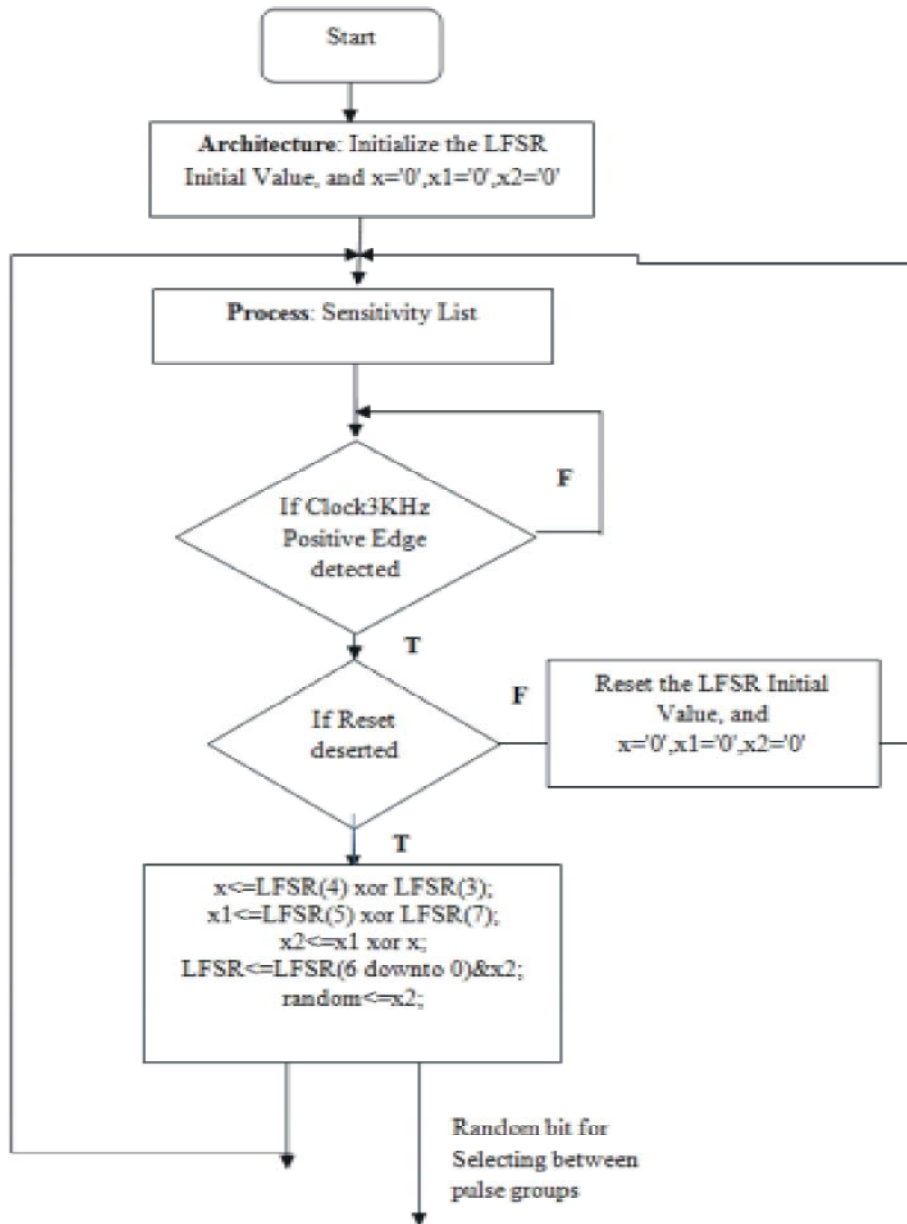 Start
Architecture: Initialize the LFSR
Initial Value, and x='0',x1='0',x2='0'
Process: Sensitivity List
If Clock3KHz
Positive Edge
detected
F
T
If Reset
deserted
F
Reset the LFSR Initial
Value, and
x='0',x1='0',x2='0'
T
x<=LFSR(4) xor LFSR(3);
x1<=LFSR(5) xor LFSR(7);
x2<=x1 xor x;
LFSR<=LFSR(6 downto 0)&x2;
random<=x2;
Random bit for
Selecting between
pulse groups